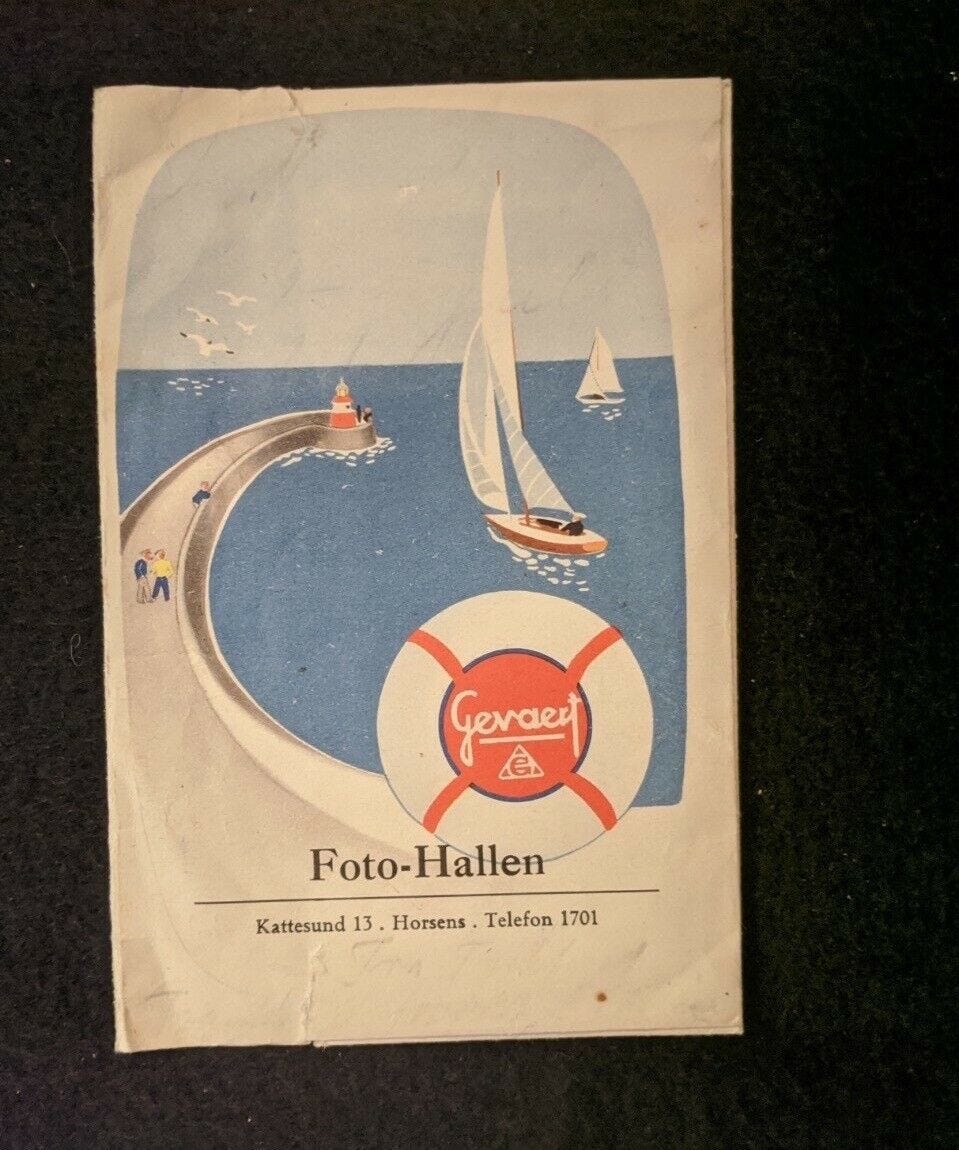 Gevaert
Foto-Hallen
Kattesund 13 . Horsens . Telefon 1701